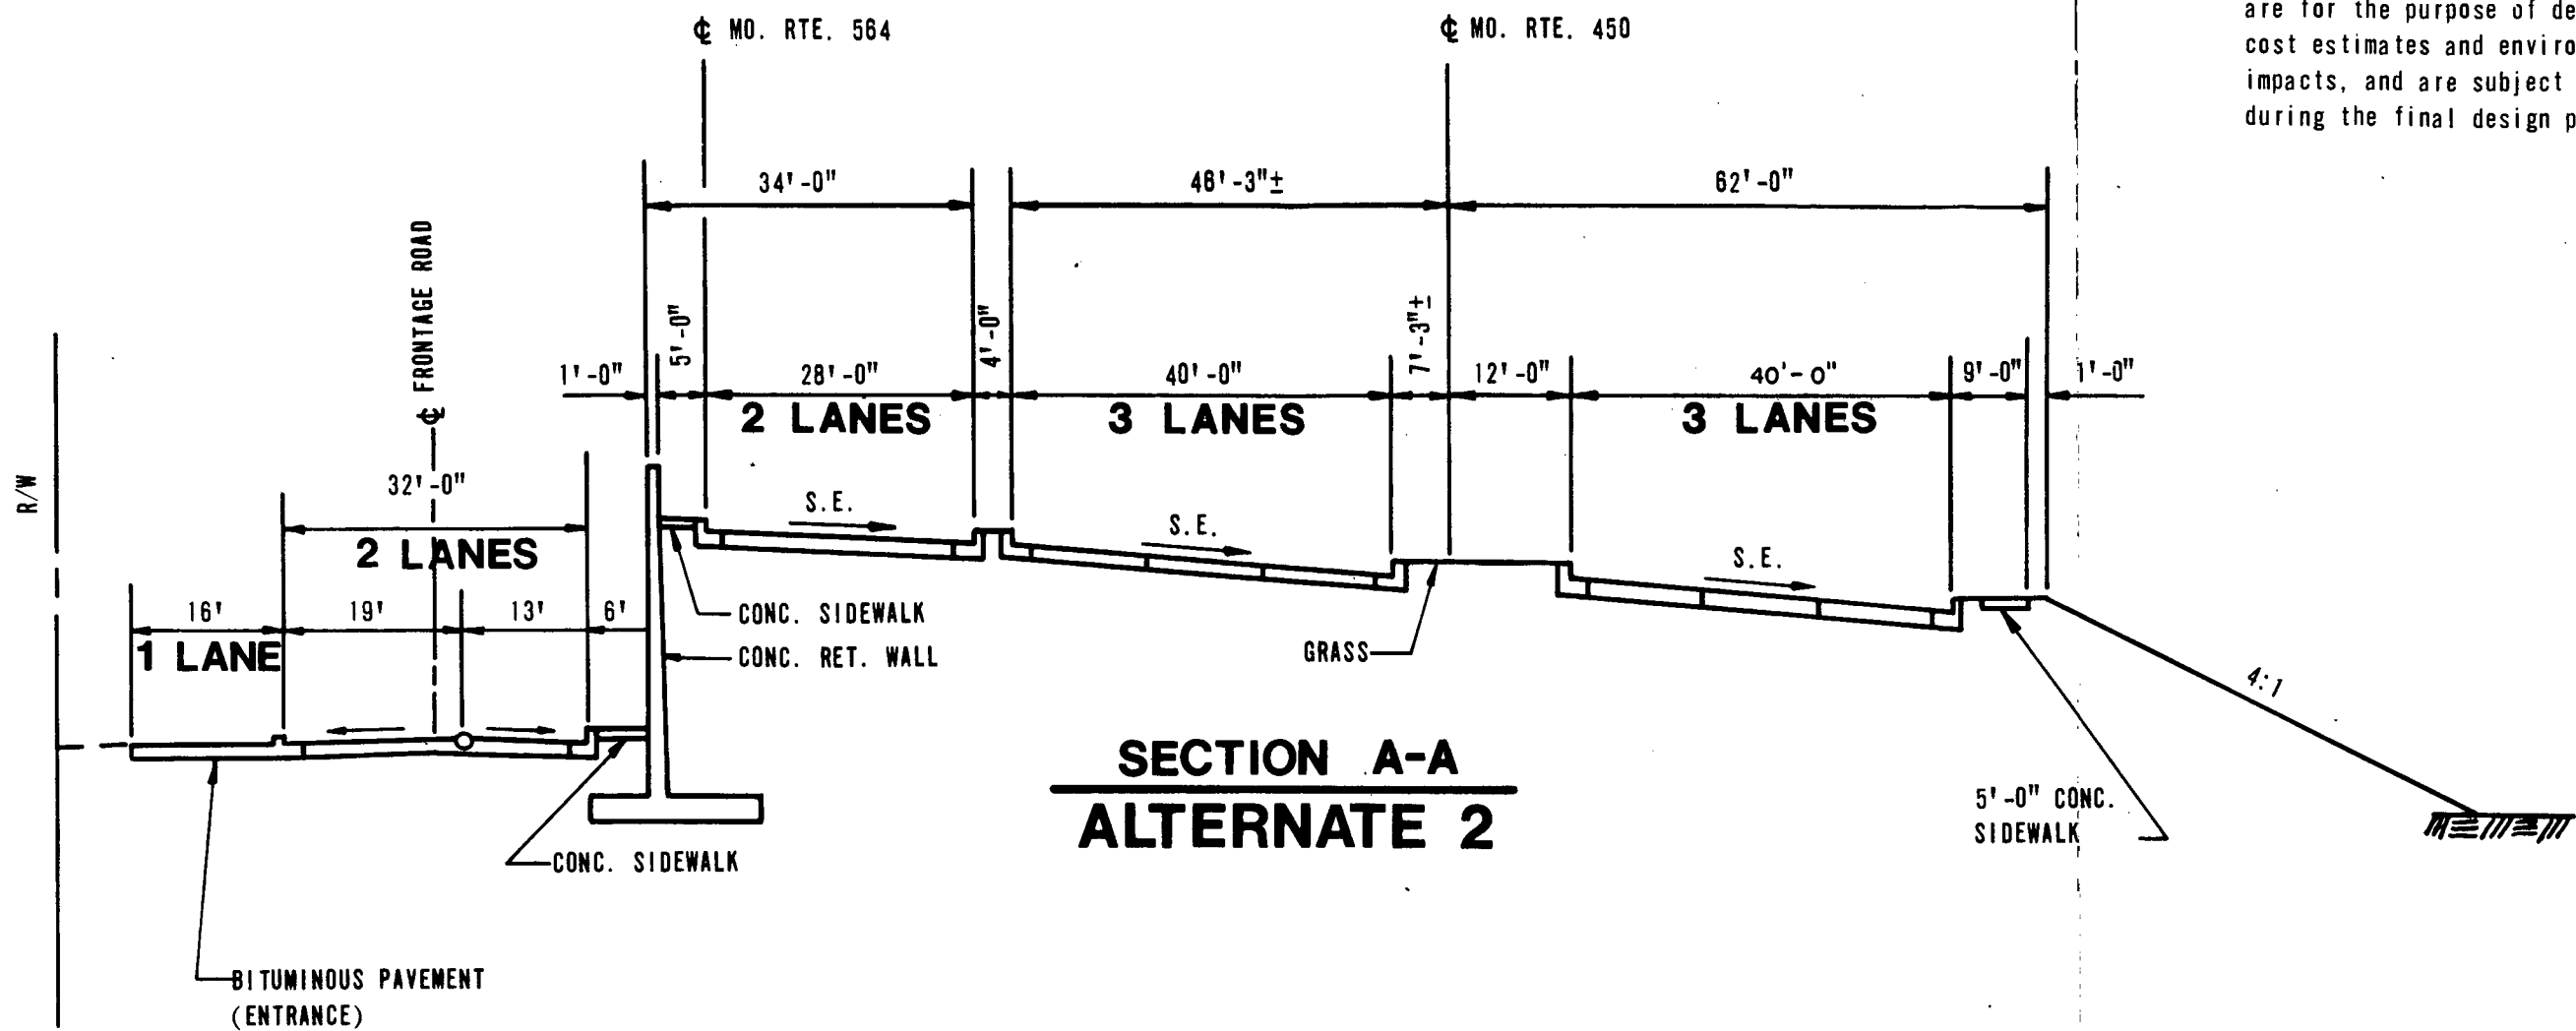 are for the purpose of de
cost estimates and enviro
impacts, and are subject
during the final design p
℄ MO. RTE. 564
℄ MO. RTE. 450
34'-0"
46'-3"±
62'-0"
℄ FRONTAGE ROAD
1'-0"
5'-0"
28'-0"
4'-0"
40'-0"
7'-3"±
12'-0"
40'-0"
9'-0"
1'-0"
2 LANES
3 LANES
3 LANES
R/W
32'-0"
2 LANES
S.E.
S.E.
S.E.
16'
19'
13'
6'
1 LANE
CONC. SIDEWALK
CONC. RET. WALL
GRASS
4:1
SECTION A-A
ALTERNATE 2
5'-0" CONC.
SIDEWALK
CONC. SIDEWALK
BITUMINOUS PAVEMENT
(ENTRANCE)